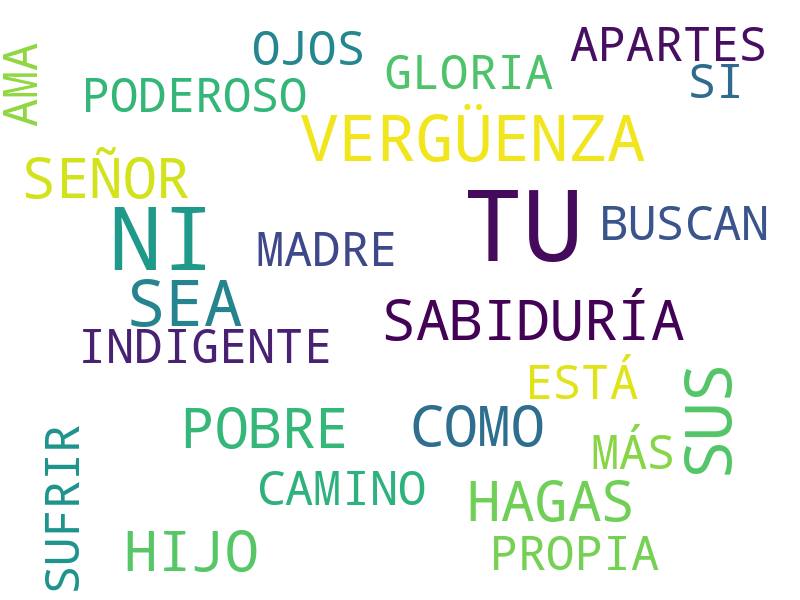 AMA
OJOS
APARTES
GLORIA
SI
PODEROSO
VERGÜENZA
SEÑOR
NI
TU
BUSCAN
MADRE
SEA
SABIDURÍA
INDIGENTE
ESTÁ
SUS
POBRE
COMO
MÁS
SUFRIR
CAMINO
HAGAS
HIJO
PROPIA